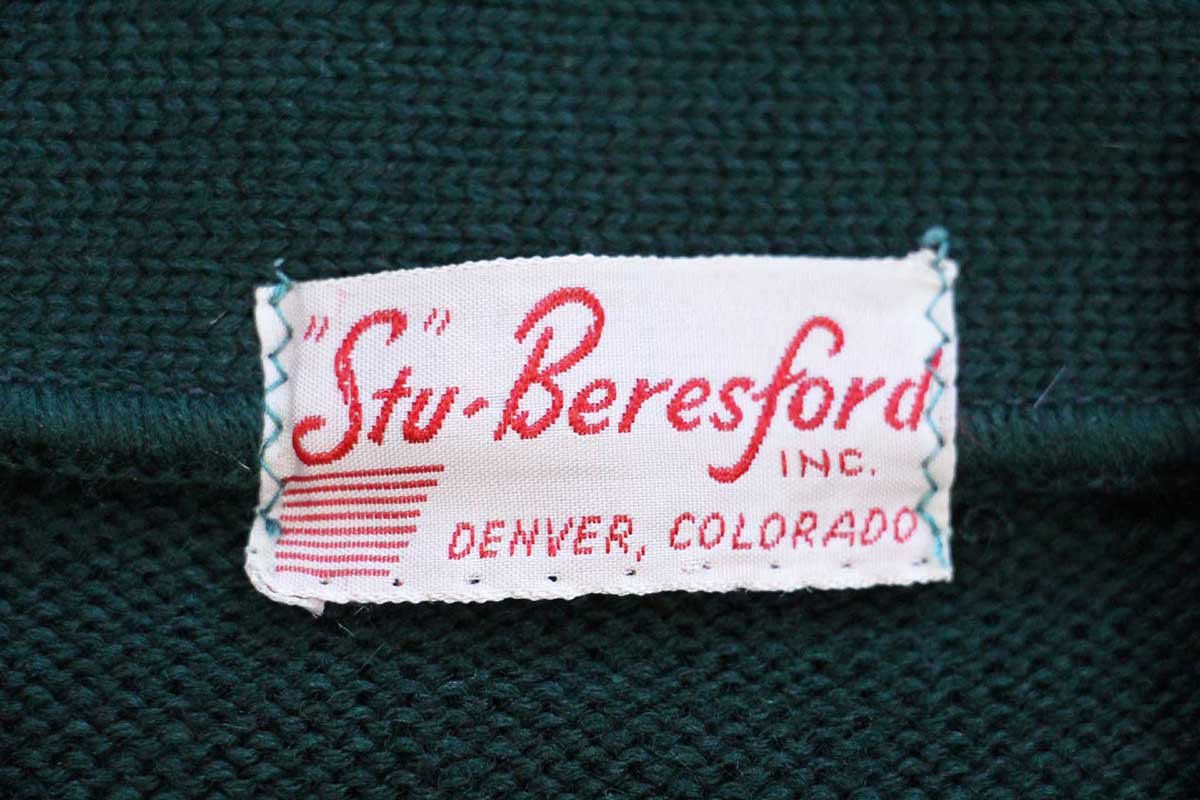 "Stu"-Beresford
INC.
DENVER, COLORADO